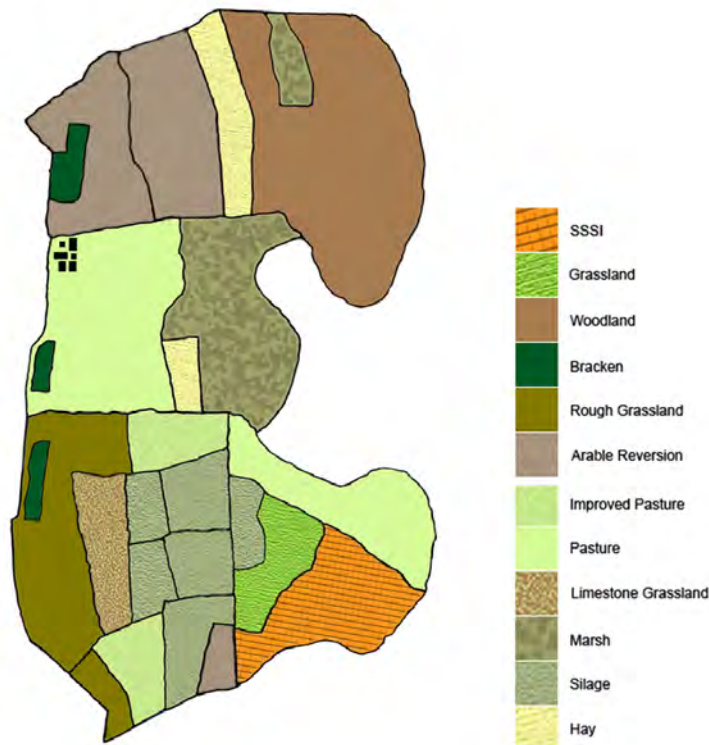 SSSI
Grassland
Woodland
Bracken
Rough Grassland
Arable Reversion
Improved Pasture
Pasture
Limestone Grassland
Marsh
Silage
Hay